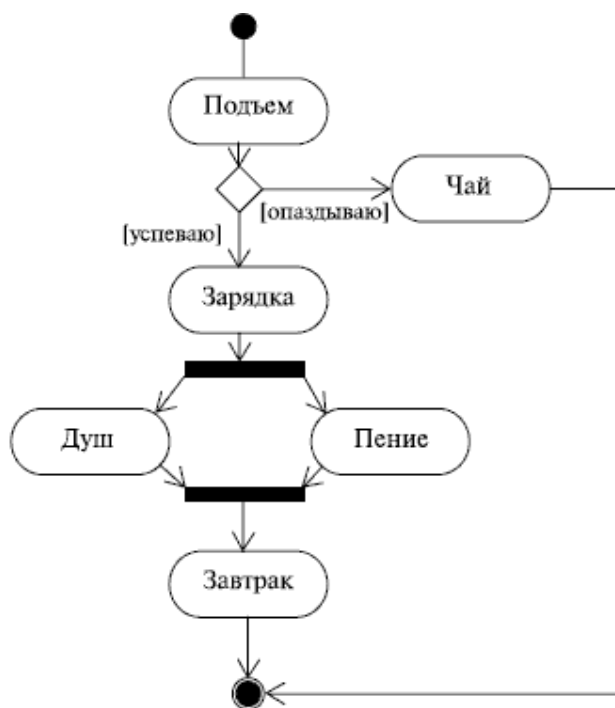 Подъем
Чай
[опаздываю]
[успеваю]
Зарядка
Душ
Пение
Завтрак